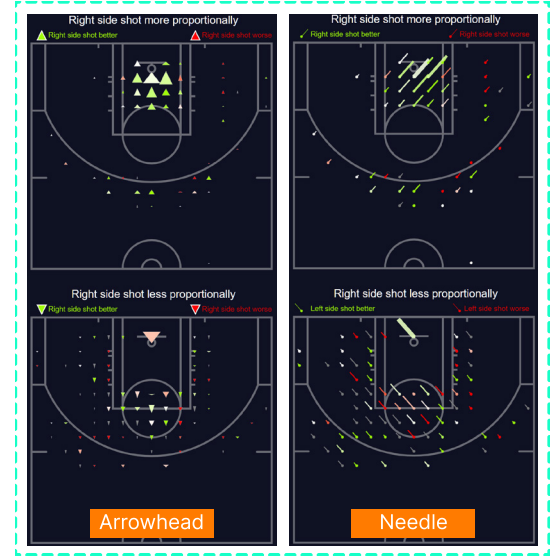 Right side shot more proportionally
Right side shot better
Right side shot worse
Right side shot less proportionally
Right side shot better
Right side shot worse
Arrowhead
Right side shot more proportionally
Right side shot better
Right side shot worse
Right side shot less proportionally
Left side shot better
Left side shot worse
Needle